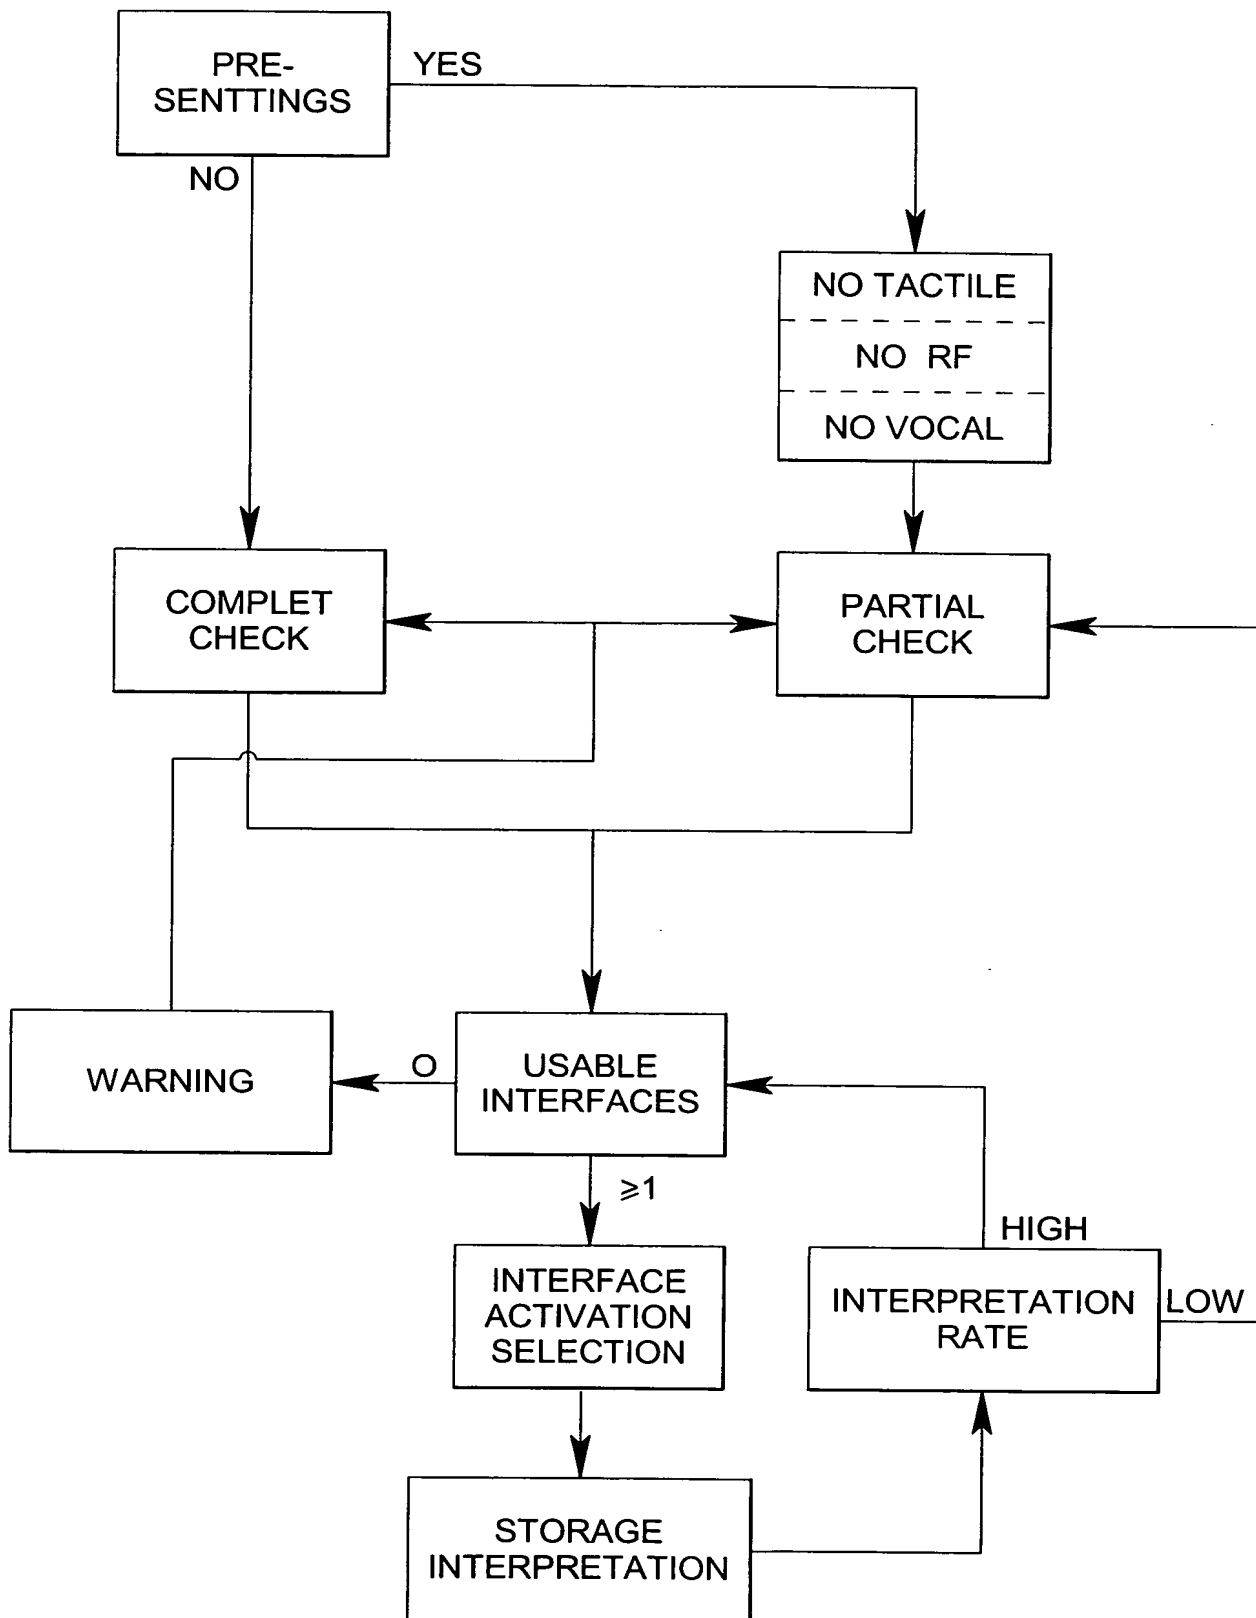 PRE-
SENTTINGS
YES
NO
NO TACTILE
NO RF
NO VOCAL
COMPLET
CHECK
PARTIAL
CHECK
WARNING
O
USABLE
INTERFACES
≥1
HIGH
INTERFACE
ACTIVATION
SELECTION
INTERPRETATION
RATE
LOW
STORAGE
INTERPRETATION